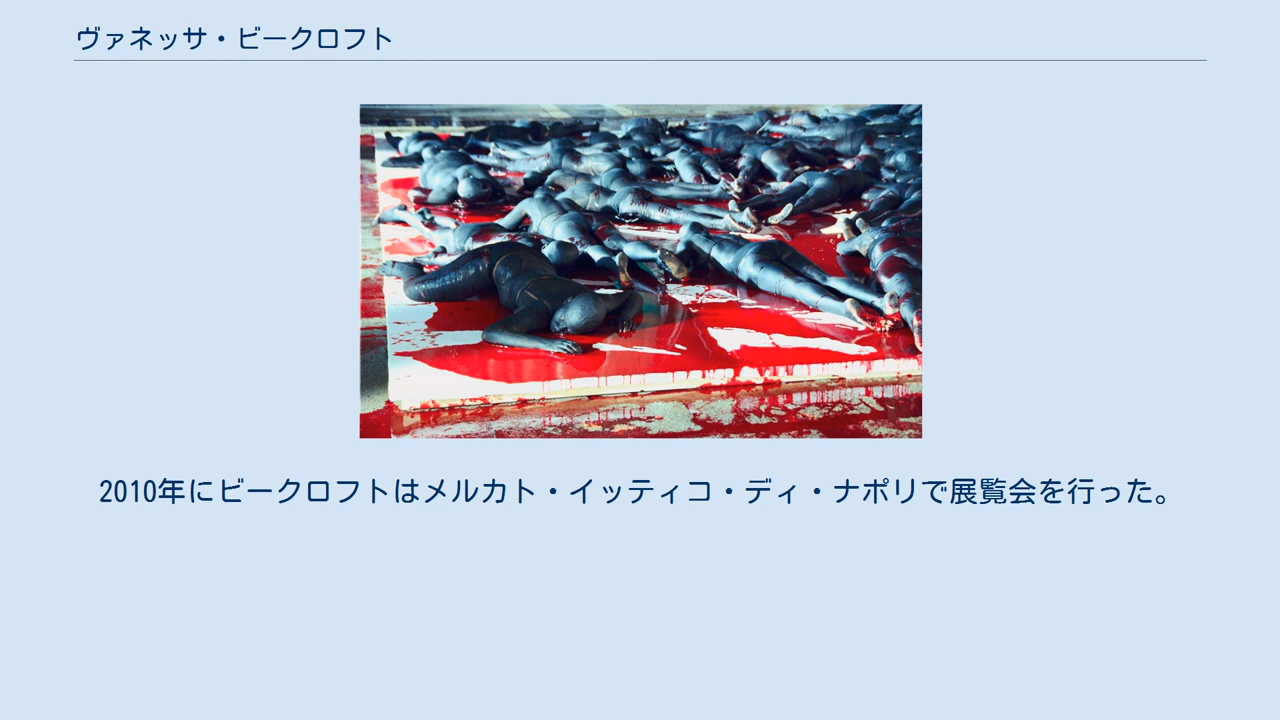 ヴァネッサ・ビークロフト
2010年にビークロフトはメルカト・イッティコ・ディ・ナポリで展覧会を行った。